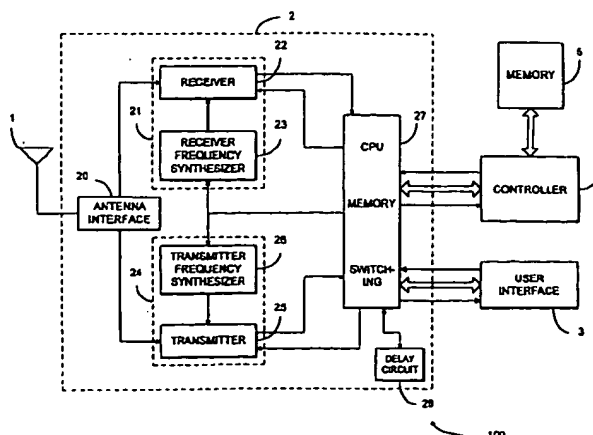 2
22
RECEIVER
5
MEMORY
1
21
23
27
RECEIVER
FREQUENCY
SYNTHESIZER
CPU
20
ANTENNA
INTERFACE
CONTROLLER
MEMORY
26
24
TRANSMITTER
FREQUENCY
SYNTHESIZER
SWITCH-
ING
USER
INTERFACE
25
TRANSMITTER
3
DELAY
CIRCUIT
29
100